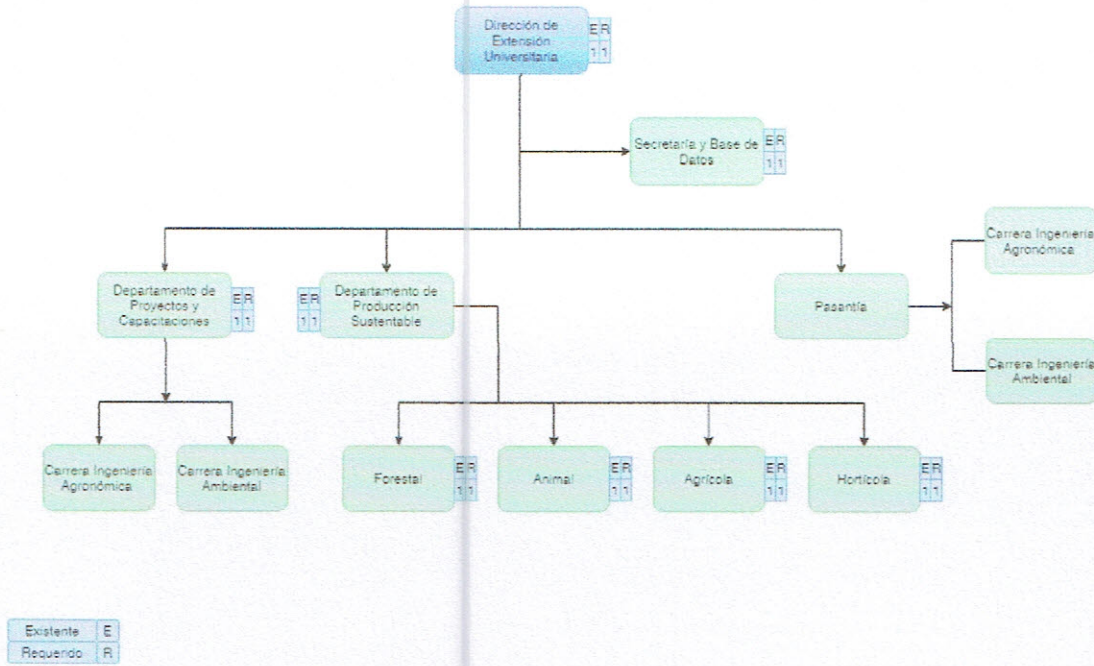 Dirección de
Extensión
Universitaria
E R
1 1
Secretaría y Base de
Datos
E R
1 1
Departamento de
Proyectos y
Capacitaciones
E R
1 1
E R
1 1
Departamento de
Producción
Sustentable
Pasantía
Carrera Ingeniería
Agronómica
Carrera Ingeniería
Ambiental
Carrera Ingeniería
Agronómica
Carrera Ingeniería
Ambiental
Forestal
E R
1 1
Animal
E R
1 1
Agrícola
E R
1 1
Hortícola
E R
1 1
Existente E
Requerido R